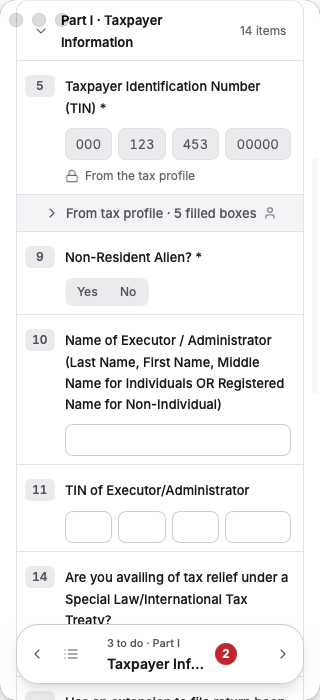 Part I · Taxpayer
Information
14 items
5
Taxpayer Identification Number
(TIN) *
000 123 453 00000
From the tax profile
From tax profile · 5 filled boxes
9
Non-Resident Alien? *
Yes No
10
Name of Executor / Administrator
(Last Name, First Name, Middle
Name for Individuals OR Registered
Name for Non-Individual)
11
TIN of Executor/Administrator
14
Are you availing of tax relief under a
Special Law/International Tax
Treaty?
3 to do · Part I
Taxpayer Inf...
2